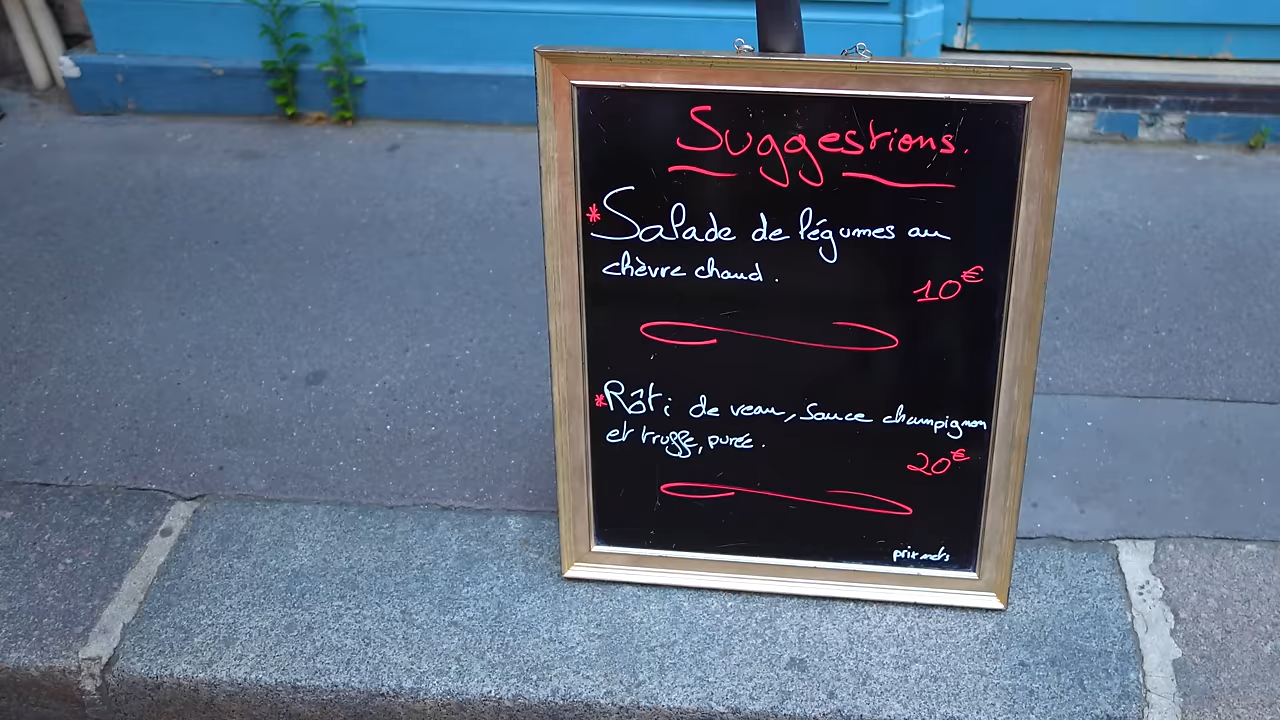 Suggestions.
*Salade de légumes au
chèvre chaud.
10€
*Rôti de veau, sauce champignon
et truffe, purée.
20€
prix nets